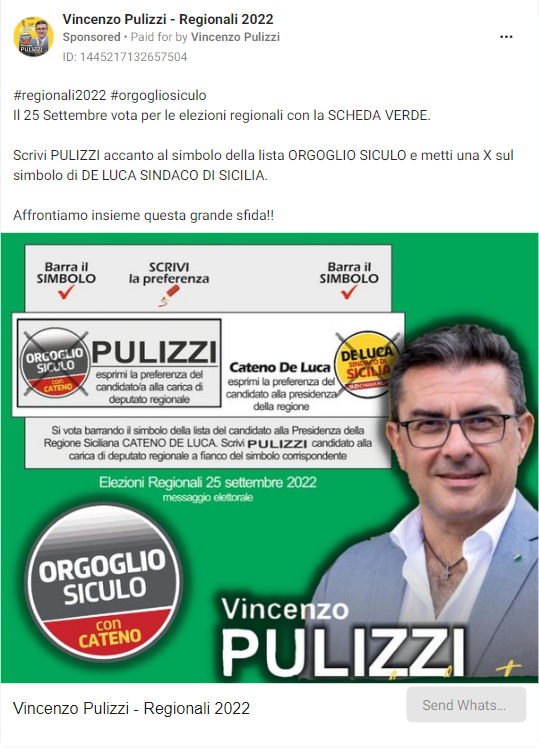 Vincenzo Pulizzi - Regionali 2022
Sponsored • Paid for by Vincenzo Pulizzi
ID: 1445217132657504
#regionali2022 #orgogliosiculo
Il 25 Settembre vota per le elezioni regionali con la SCHEDA VERDE.
Scrivi PULIZZI accanto al simbolo della lista ORGOGLIO SICULO e metti una X sul
simbolo di DE LUCA SINDACO DI SICILIA.
Affrontiamo insieme questa grande sfida!!
Barra il
SIMBOLO
SCRIVI
la preferenza
Barra il
SIMBOLO
ORGOGLIO
SICULO
con
CATENO
PULIZZI
esprimi la preferenza del
candidato/a alla carica di
deputato regionale
Cateno De Luca
esprimi la preferenza del
candidato alla presidenza
della regione
DE LUCA
SINDACO DI
SICILIA
Si vota barrando il simbolo della lista del candidato alla Presidenza della
Regione Siciliana CATENO DE LUCA. Scrivi PULIZZI candidato alla
carica di deputato regionale a fianco del simbolo corrispondente
Elezioni Regionali 25 settembre 2022
messaggio elettorale
ORGOGLIO
SICULO
con
CATENO
Vincenzo
PULIZZI
Vincenzo Pulizzi - Regionali 2022
Send Whats...